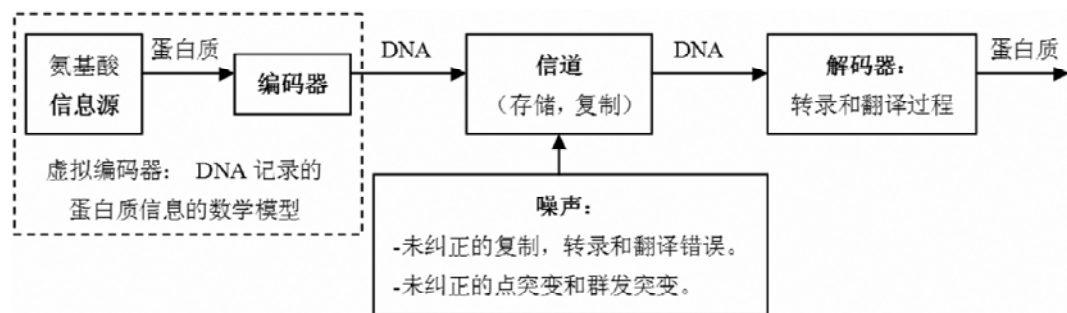 氨基酸
信息源
蛋白质
编码器
虚拟编码器： DNA 记录的
蛋白质信息的数学模型
DNA
信道
（存储，复制）
DNA
解码器：
转录和翻译过程
蛋白质
噪声：
-未纠正的复制，转录和翻译错误。
-未纠正的点突变和群发突变。